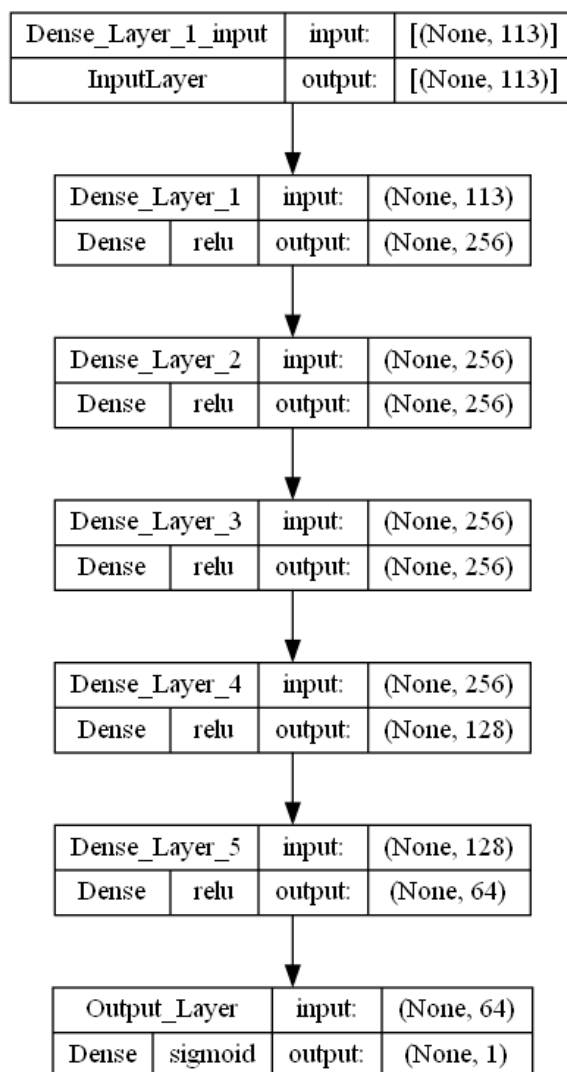 Dense_Layer_1_input input: [(None, 113)]
InputLayer output: [(None, 113)]
Dense_Layer_1 input: (None, 113)
Dense relu output: (None, 256)
Dense_Layer_2 input: (None, 256)
Dense relu output: (None, 256)
Dense_Layer_3 input: (None, 256)
Dense relu output: (None, 256)
Dense_Layer_4 input: (None, 256)
Dense relu output: (None, 128)
Dense_Layer_5 input: (None, 128)
Dense relu output: (None, 64)
Output_Layer input: (None, 64)
Dense sigmoid output: (None, 1)